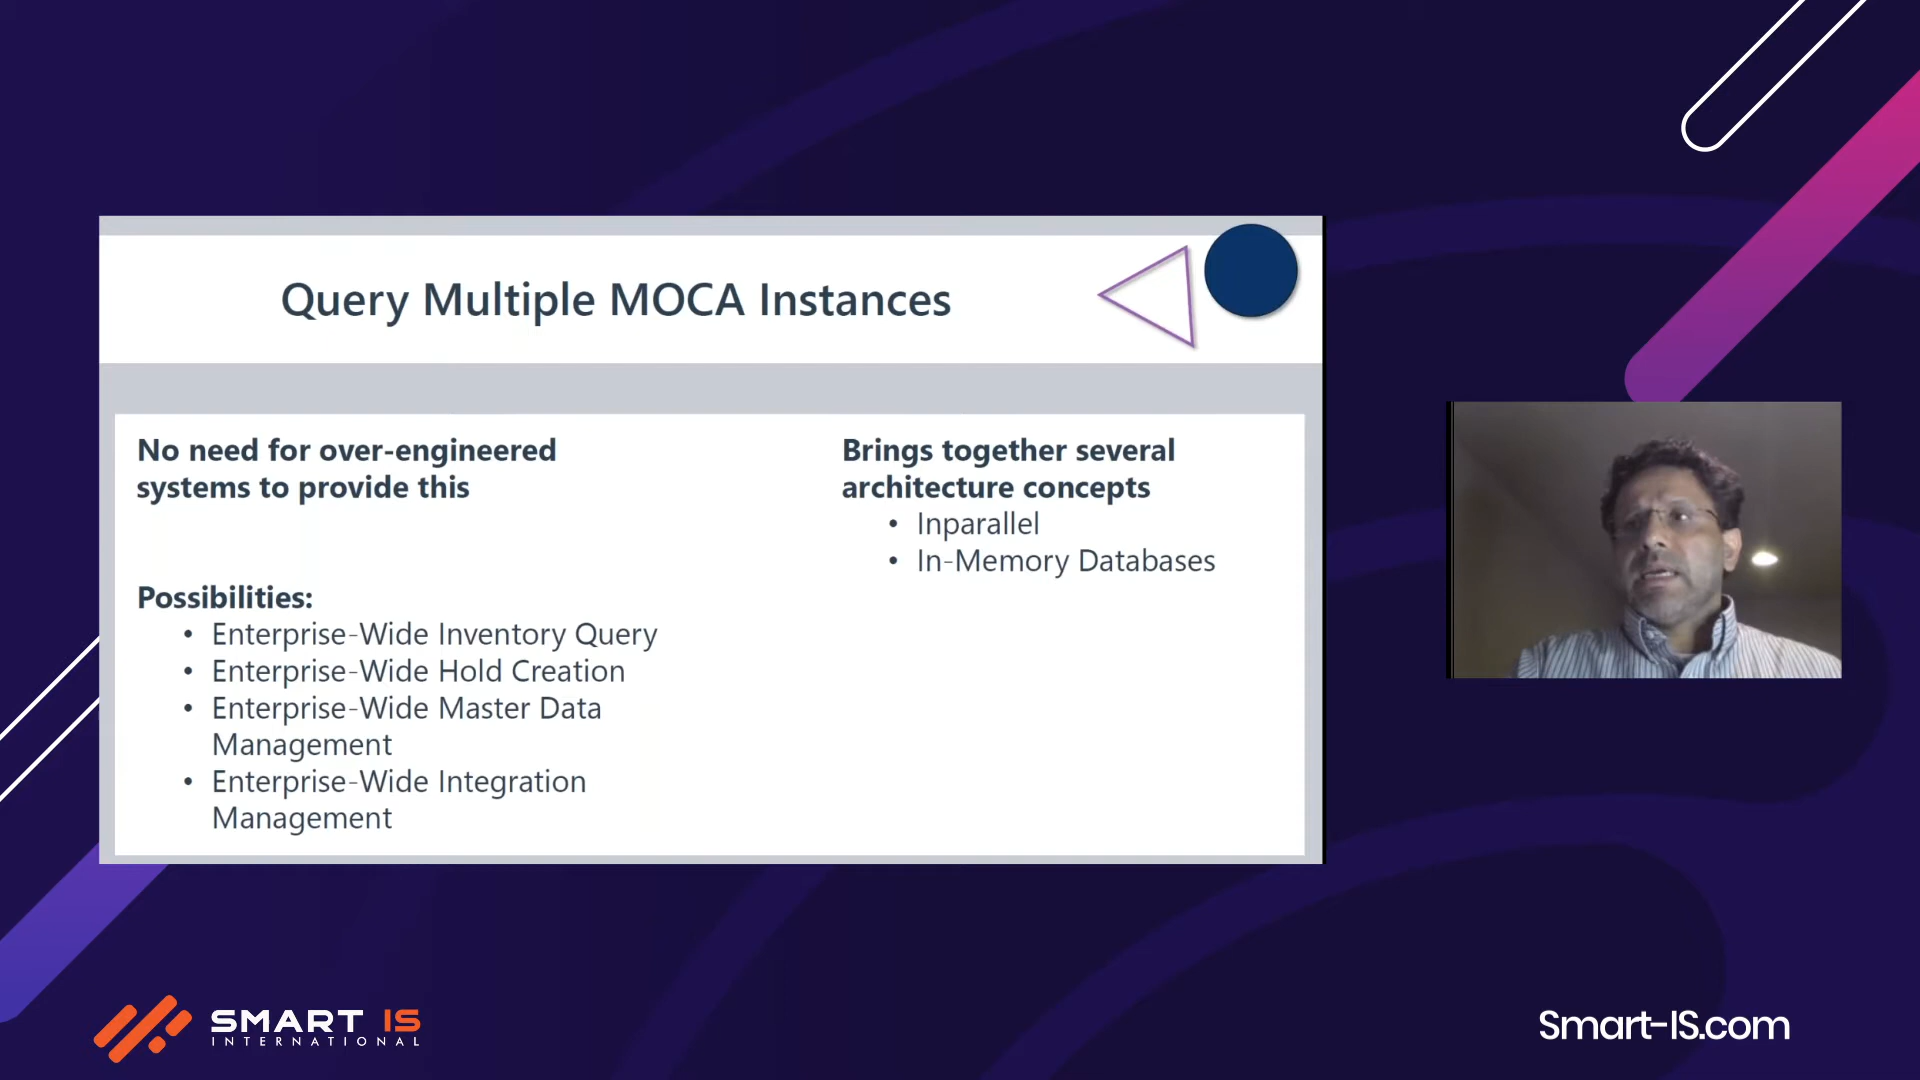 Query Multiple MOCA Instances
No need for over-engineered
systems to provide this
Possibilities:
• Enterprise-Wide Inventory Query
• Enterprise-Wide Hold Creation
• Enterprise-Wide Master Data
Management
• Enterprise-Wide Integration
Management
Brings together several
architecture concepts
• Inparallel
• In-Memory Databases
SMART IS
INTERNATIONAL
Smart-IS.com